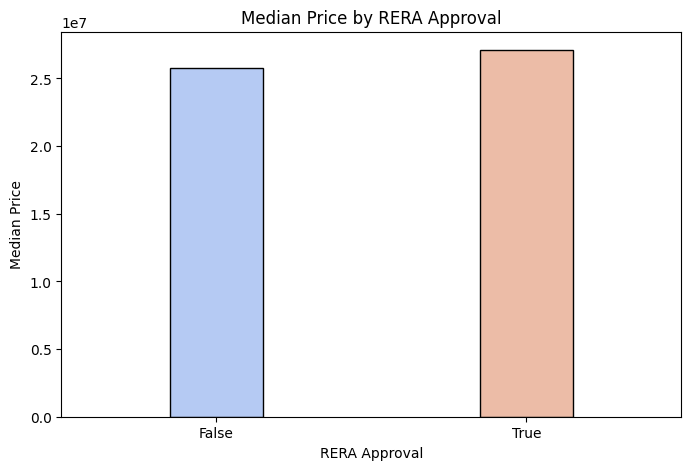 Median Price by RERA Approval
1e7
Median Price
2.5
2.0
1.5
1.0
0.5
0.0
False
True
RERA Approval